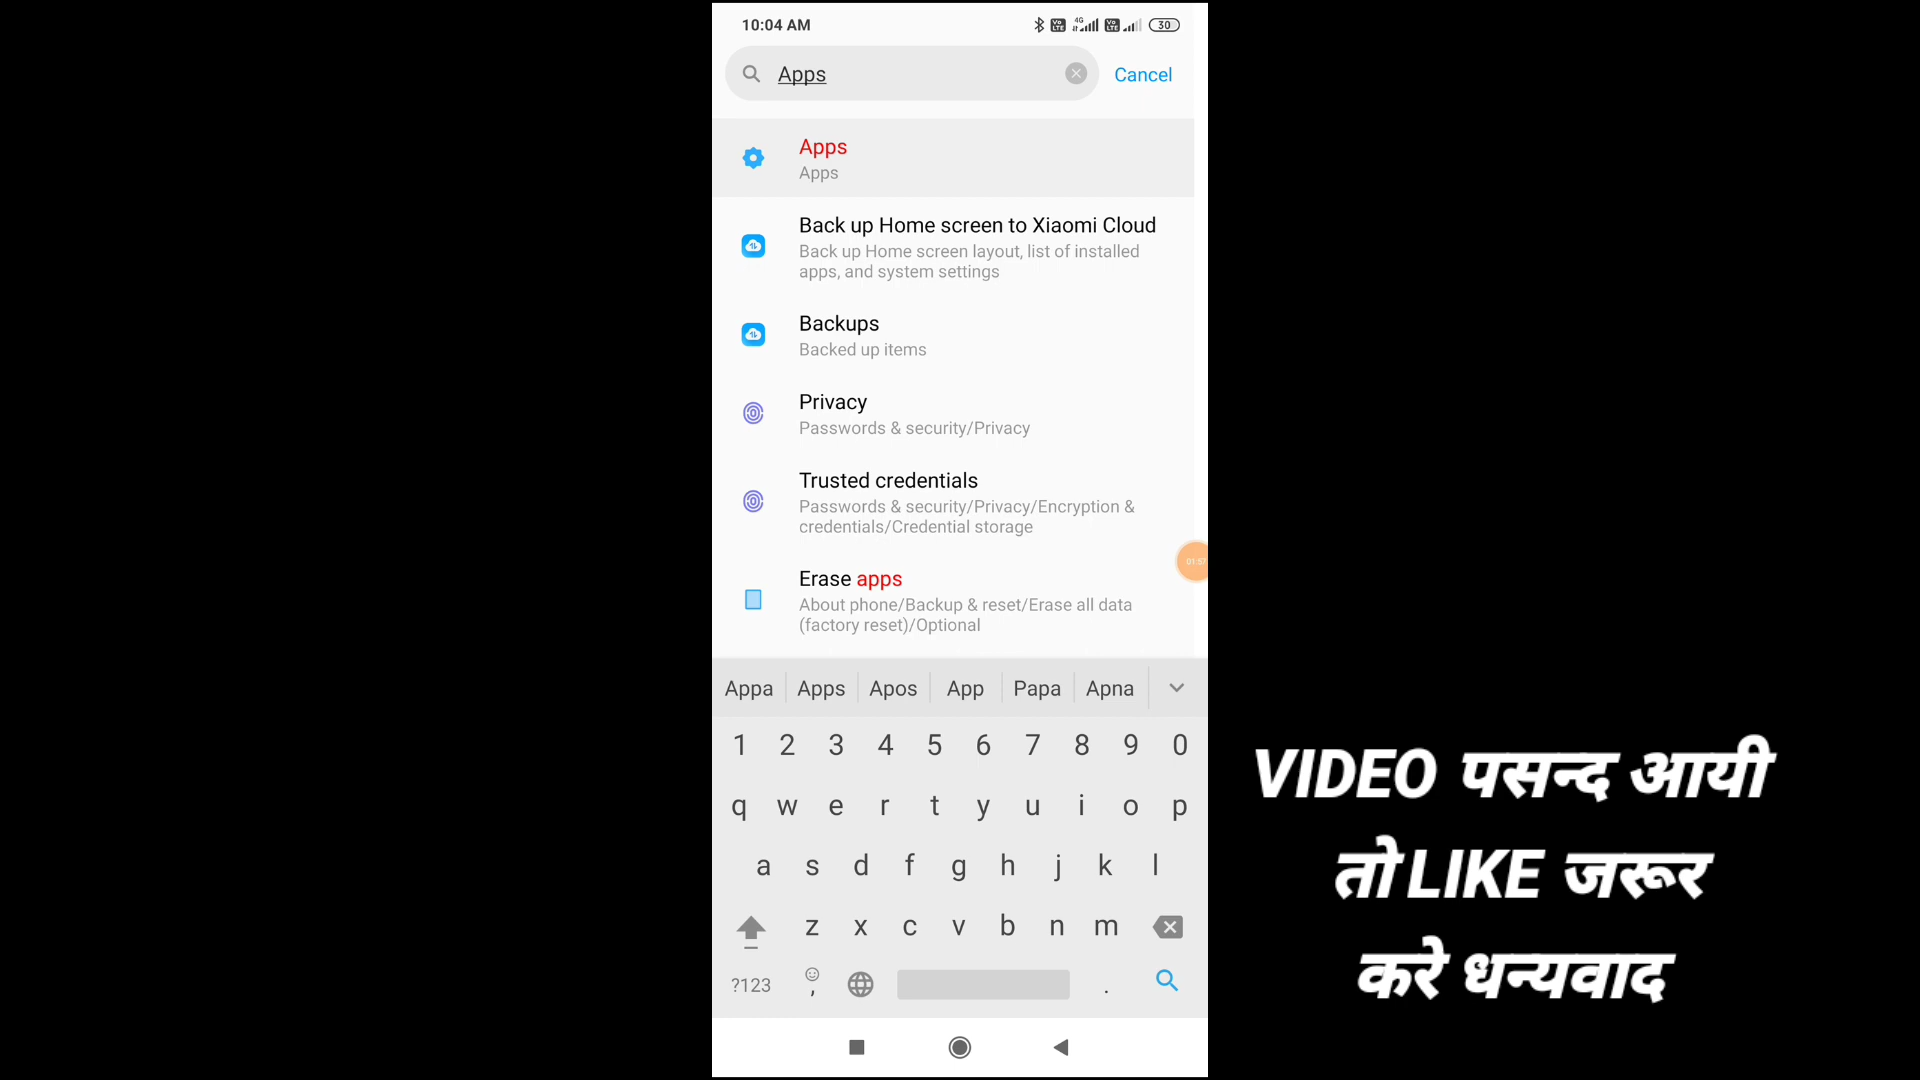 10:04 AM
4G
30
Apps
Cancel
Apps
Apps
Back up Home screen to Xiaomi Cloud
Back up Home screen layout, list of installed
apps, and system settings
Backups
Backed up items
Privacy
Passwords & security/Privacy
Trusted credentials
Passwords & security/Privacy/Encryption &
credentials/Credential storage
01:57
Erase apps
About phone/Backup & reset/Erase all data
(factory reset)/Optional
Appa Apps Apos App Papa Apna
1 2 3 4 5 6 7 8 9 0
q w e r t y u i o p
a s d f g h j k l
z x c v b n m
?123 , .
VIDEO पसन्द आयी
तो LIKE जरूर
करे धन्यवाद